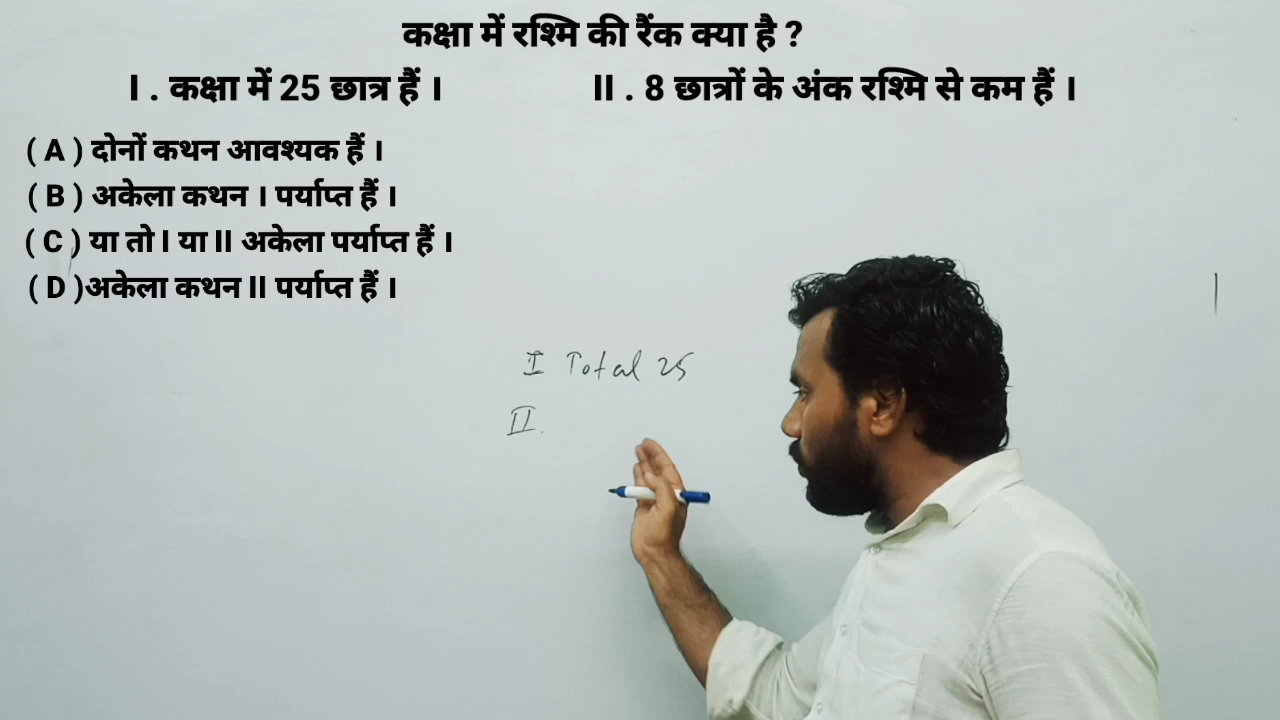 कक्षा में रश्मि की रैंक क्या है ?
I . कक्षा में 25 छात्र हैं ।
II . 8 छात्रों के अंक रश्मि से कम हैं ।
( A ) दोनों कथन आवश्यक हैं ।
( B ) अकेला कथन । पर्याप्त हैं ।
( C ) या तो I या II अकेला पर्याप्त हैं ।
( D )अकेला कथन II पर्याप्त हैं ।
I Total 25
II.